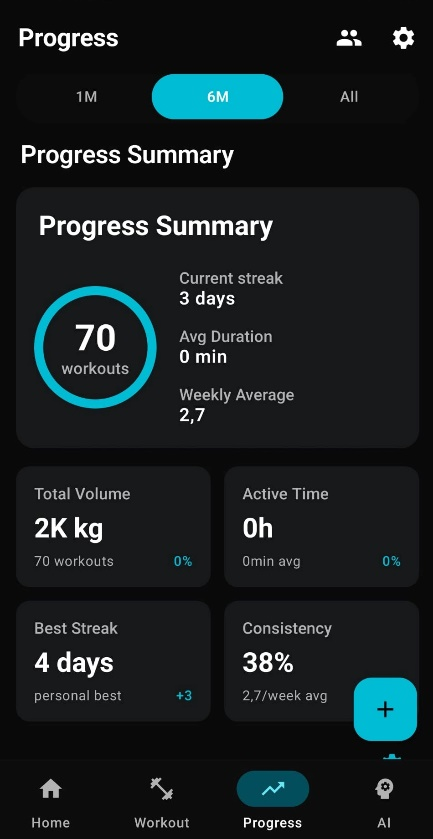 Progress
1M 6M All
Progress Summary
Progress Summary
70
workouts
Current streak
3 days
Avg Duration
0 min
Weekly Average
2,7
Total Volume
2K kg
70 workouts 0%
Active Time
0h
0min avg 0%
Best Streak
4 days
personal best +3
Consistency
38%
2,7/week avg
+
Home Workout Progress AI